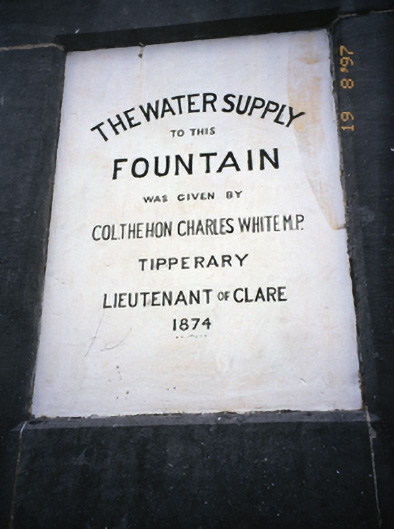 THE WATER SUPPLY
TO THIS
FOUNTAIN
WAS GIVEN BY
COL. THE HON CHARLES WHITE M.P.
TIPPERARY
LIEUTENANT OF CLARE
1874
19 8 '97